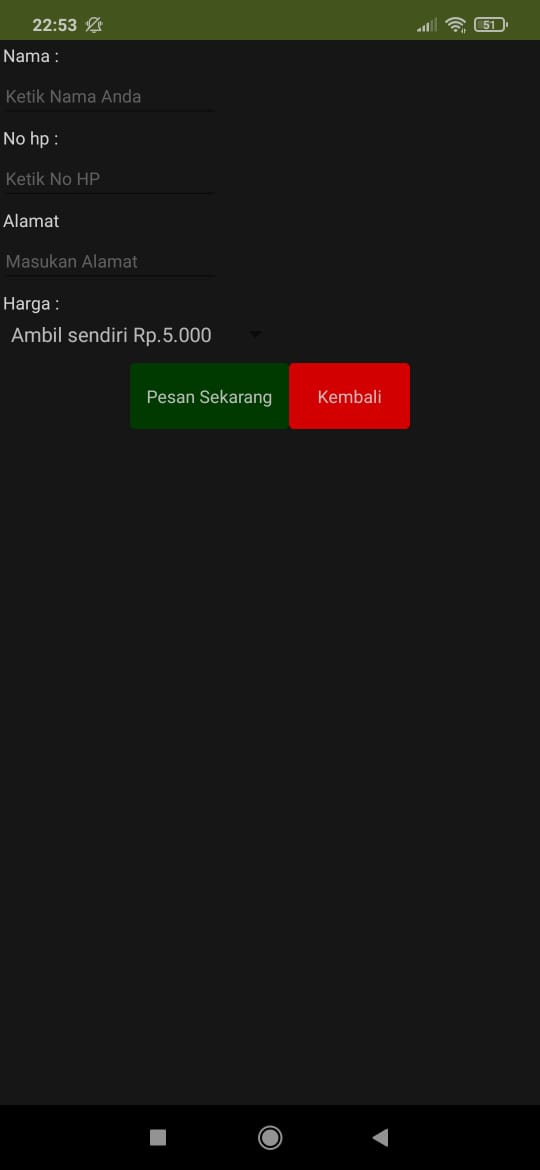 22:53
51
Nama :
Ketik Nama Anda
No hp :
Ketik No HP
Alamat
Masukan Alamat
Harga :
Ambil sendiri Rp.5.000
Pesan Sekarang
Kembali